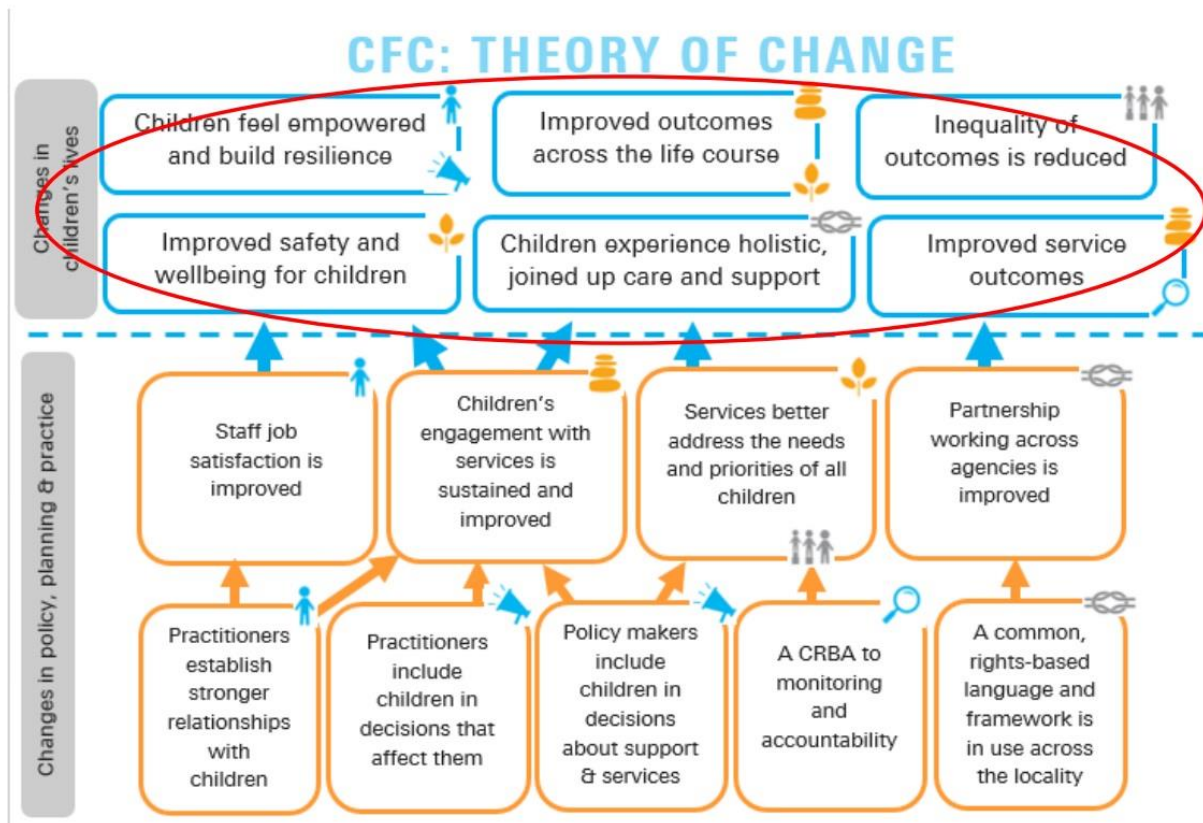 CFC: THEORY OF CHANGE
Changes in
children's lives
Children feel empowered
and build resilience
Improved outcomes
across the life course
Inequality of
outcomes is reduced
Improved safety and
wellbeing for children
Children experience holistic,
joined up care and support
Improved service
outcomes
Changes in policy, planning & practice
Staff job
satisfaction is
improved
Children's
engagement with
services is
sustained and
improved
Services better
address the needs
and priorities of all
children
Partnership
working across
agencies is
improved
Practitioners
establish
stronger
relationships
with
children
Practitioners
include
children in
decisions that
affect them
Policy makers
include
children in
decisions
about support
& services
A CRBA to
monitoring
and
accountability
A common,
rights-based
language and
framework is
in use across
the locality